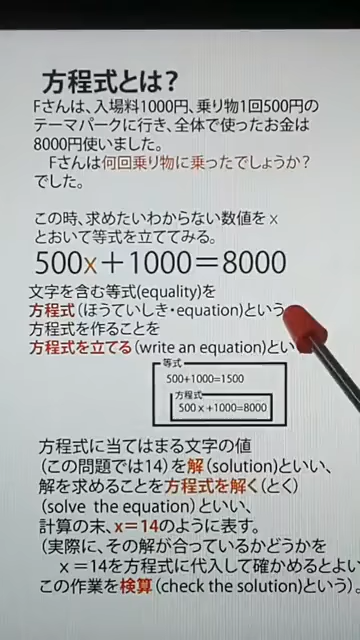 方程式とは？
Fさんは、入場料1000円、乗り物1回500円の
テーマパークに行き、全体で使ったお金は
8000円使いました。
Fさんは何回乗り物に乗ったでしょうか？
でした。
この時、求めたいわからない数値をx
とおいて等式を立ててみる。
500x＋1000＝8000
文字を含む等式(equality)を
方程式(ほうていしき・equation)という
方程式を作ることを
方程式を立てる(write an equation)とい
等式
500+1000=1500
方程式
500x+1000=8000
方程式に当てはまる文字の値
(この問題では14)を解(solution)といい、
解を求めることを方程式を解く(とく)
(solve the equation)といい、
計算の末、x＝14のように表す。
(実際に、その解が合っているかどうかを
x＝14を方程式に代入して確かめるとよい
この作業を検算(check the solution)という)。